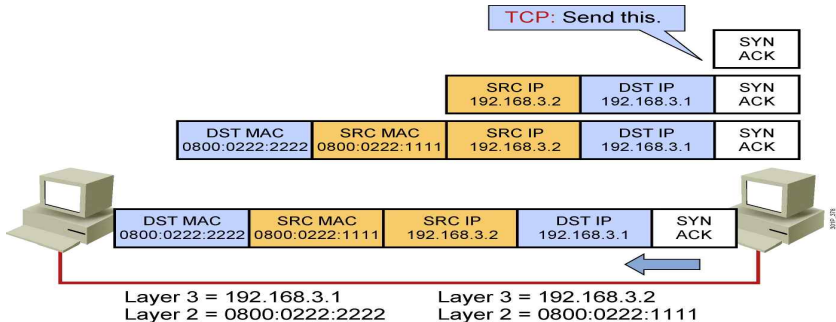 TCP: Send this.
SYN
ACK
SRC IP
192.168.3.2
DST IP
192.168.3.1
SYN
ACK
DST MAC
0800:0222:2222
SRC MAC
0800:0222:1111
SRC IP
192.168.3.2
DST IP
192.168.3.1
SYN
ACK
DST MAC
0800:0222:2222
SRC MAC
0800:0222:1111
SRC IP
192.168.3.2
DST IP
192.168.3.1
SYN
ACK
Layer 3 = 192.168.3.1
Layer 2 = 0800:0222:2222
Layer 3 = 192.168.3.2
Layer 2 = 0800:0222:1111